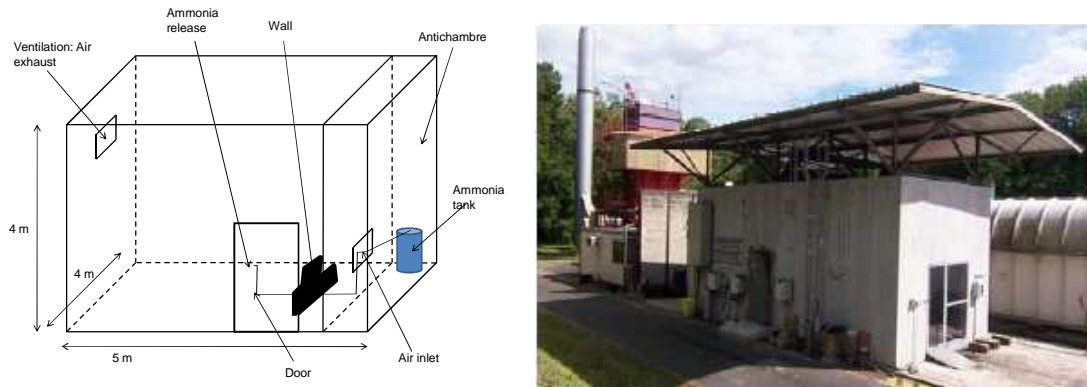 Ammonia
release
Wall
Antichambre
Ventilation: Air
exhaust
Ammonia
tank
4 m
4 m
5 m
Door
Air inlet